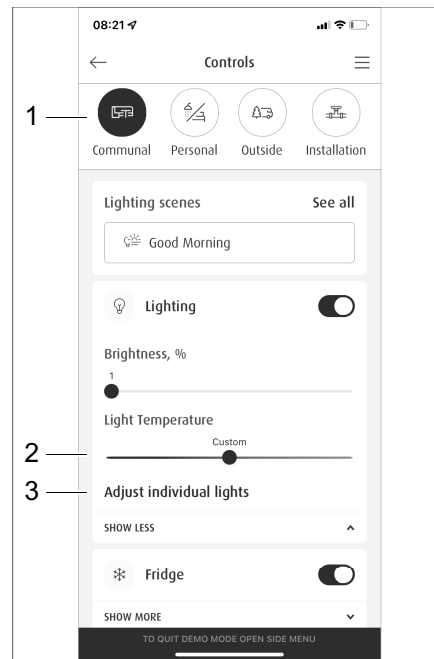 08:21
Controls
1
Communal Personal Outside Installation
Lighting scenes See all
Good Morning
Lighting
Brightness, %
1
Light Temperature
Custom
2
3 Adjust individual lights
SHOW LESS
Fridge
SHOW MORE
TO QUIT DEMO MODE OPEN SIDE MENU